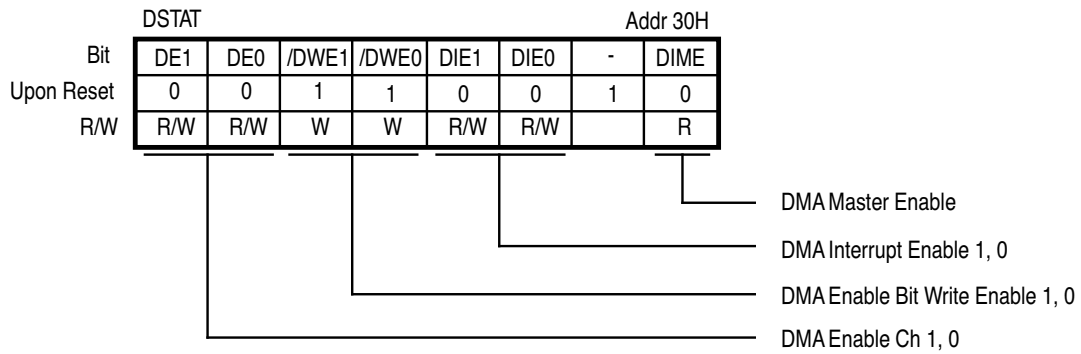 DSTAT Addr 30H
Bit DE1 DE0 /DWE1 /DWE0 DIE1 DIE0 - DIME
Upon Reset 0 0 1 1 0 0 1 0
R/W R/W R/W W W R/W R/W R
DMA Master Enable
DMA Interrupt Enable 1, 0
DMA Enable Bit Write Enable 1, 0
DMA Enable Ch 1, 0